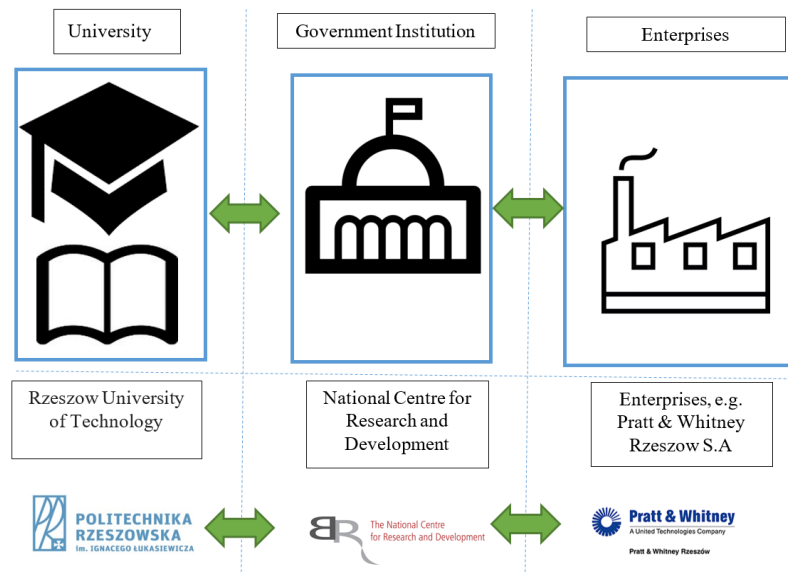 University
Government Institution
Enterprises
Rzeszow University
of Technology
National Centre for
Research and
Development
Enterprises, e.g.
Pratt & Whitney
Rzeszow S.A
POLITECHNIKA
RZESZOWSKA
im. IGNACEGO ŁUKASIEWICZA
BR
The National Centre
for Research and Development
Pratt & Whitney
A United Technologies Company
Pratt & Whitney Rzeszów